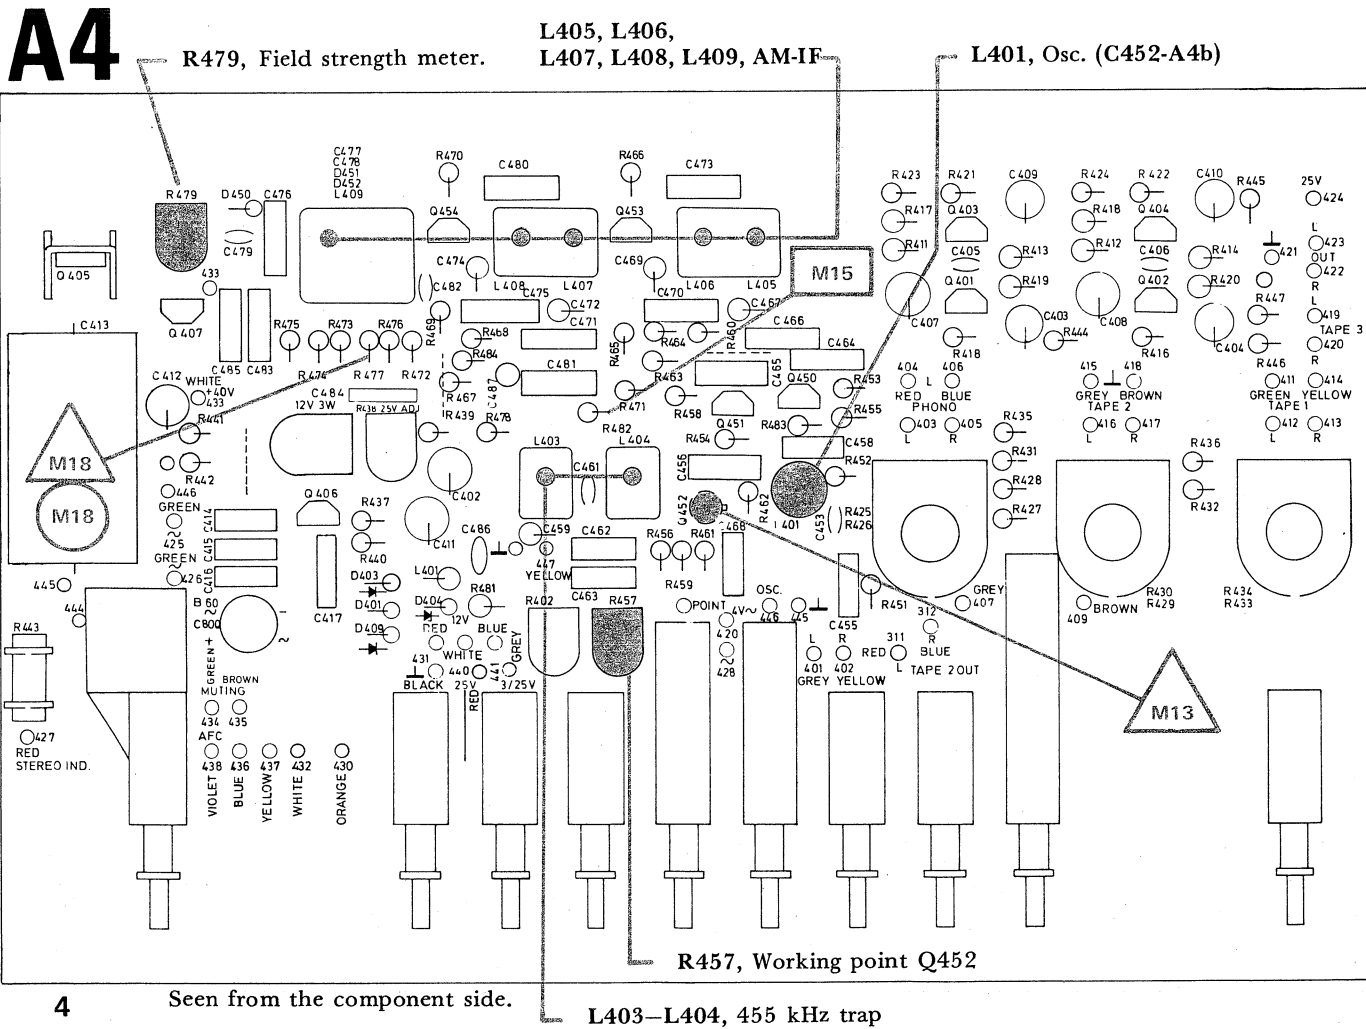 A4
R479, Field strength meter.
L405, L406,
L407, L408, L409, AM-IF
L401, Osc. (C452-A4b)
C477
C478
D451
D452
L409
R470
C480
R466
C473
R423
R421
C409
R424
R422
C410
R445
25V
424
R479
D450
C476
Q454
Q453
R417
Q403
R418
Q404
L
423
OUT
422
R
C479
R411
C405
R413
R412
C406
R414
421
Q405
433
C474
C469
M15
Q401
R419
Q402
R420
R447
C482
L408
L407
L406
L405
C475
C472
C470
C467
C407
C403
C408
C404
L
419
TAPE 3
420
R
Q407
C413
R475
R473
R476
R469
R468
C471
R465
R464
R460
C466
C464
R444
R418
R416
R446
C485
C483
R474
R477
R472
R484
R467
C487
C481
R463
C465
Q450
R453
404
L
406
RED
BLUE
PHONO
403
405
L
R
415
418
GREY
BROWN
TAPE 2
416
417
L
R
411
414
GREEN
YELLOW
TAPE 1
412
413
L
R
C412
WHITE
+40V
433
C484
12V 3W
R438 25V ADJ
R439
R478
R471
R458
R455
R441
R482
Q451
R483
R435
R454
C458
L403
L404
C461
C456
R452
R431
R436
M18
M18
R442
446
C402
Q452
R462
L401
C453
R428
R432
GREEN
425
GREEN
426
C414
C415
C416
Q406
R437
C411
C486
C459
C462
R456
R461
C468
R425
R426
R427
R440
447
YELLOW
C463
R459
445
444
D403
L401
R481
B 60
C800
C417
D401
D404
12V
R402
R457
POINT
4V~
420
428
OSC.
446
445
C455
R451
GREY
407
409
BROWN
R430
R429
R434
R433
R443
D409
RED
BLUE
WHITE
GREY
431
440
441
BLACK
25V
RED
3/25V
L
R
401
402
GREY
YELLOW
312
R
BLUE
311
RED
L
TAPE 2 OUT
GREEN +
BROWN
MUTING
434
435
M13
427
RED
STEREO IND.
AFC
438
436
437
432
430
VIOLET
BLUE
YELLOW
WHITE
ORANGE
R457, Working point Q452
4
Seen from the component side.
L403—L404, 455 kHz trap